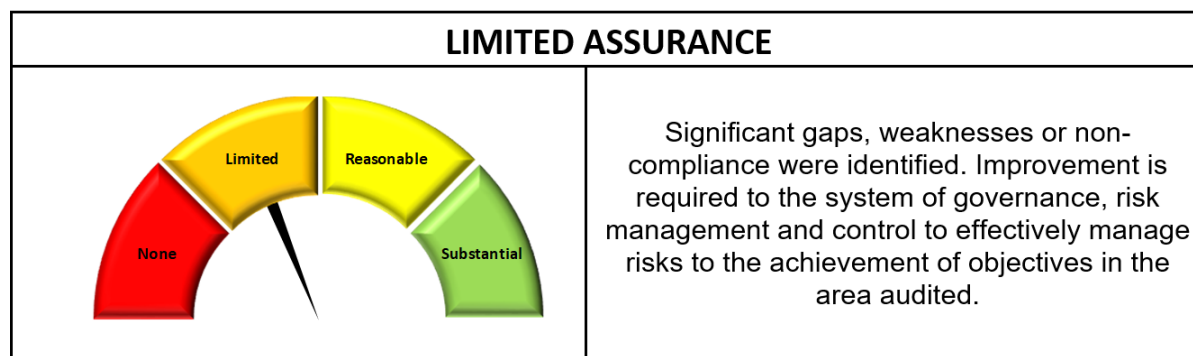 LIMITED ASSURANCE
Limited
Reasonable
None
Substantial
Significant gaps, weaknesses or non-
compliance were identified. Improvement is
required to the system of governance, risk
management and control to effectively manage
risks to the achievement of objectives in the
area audited.